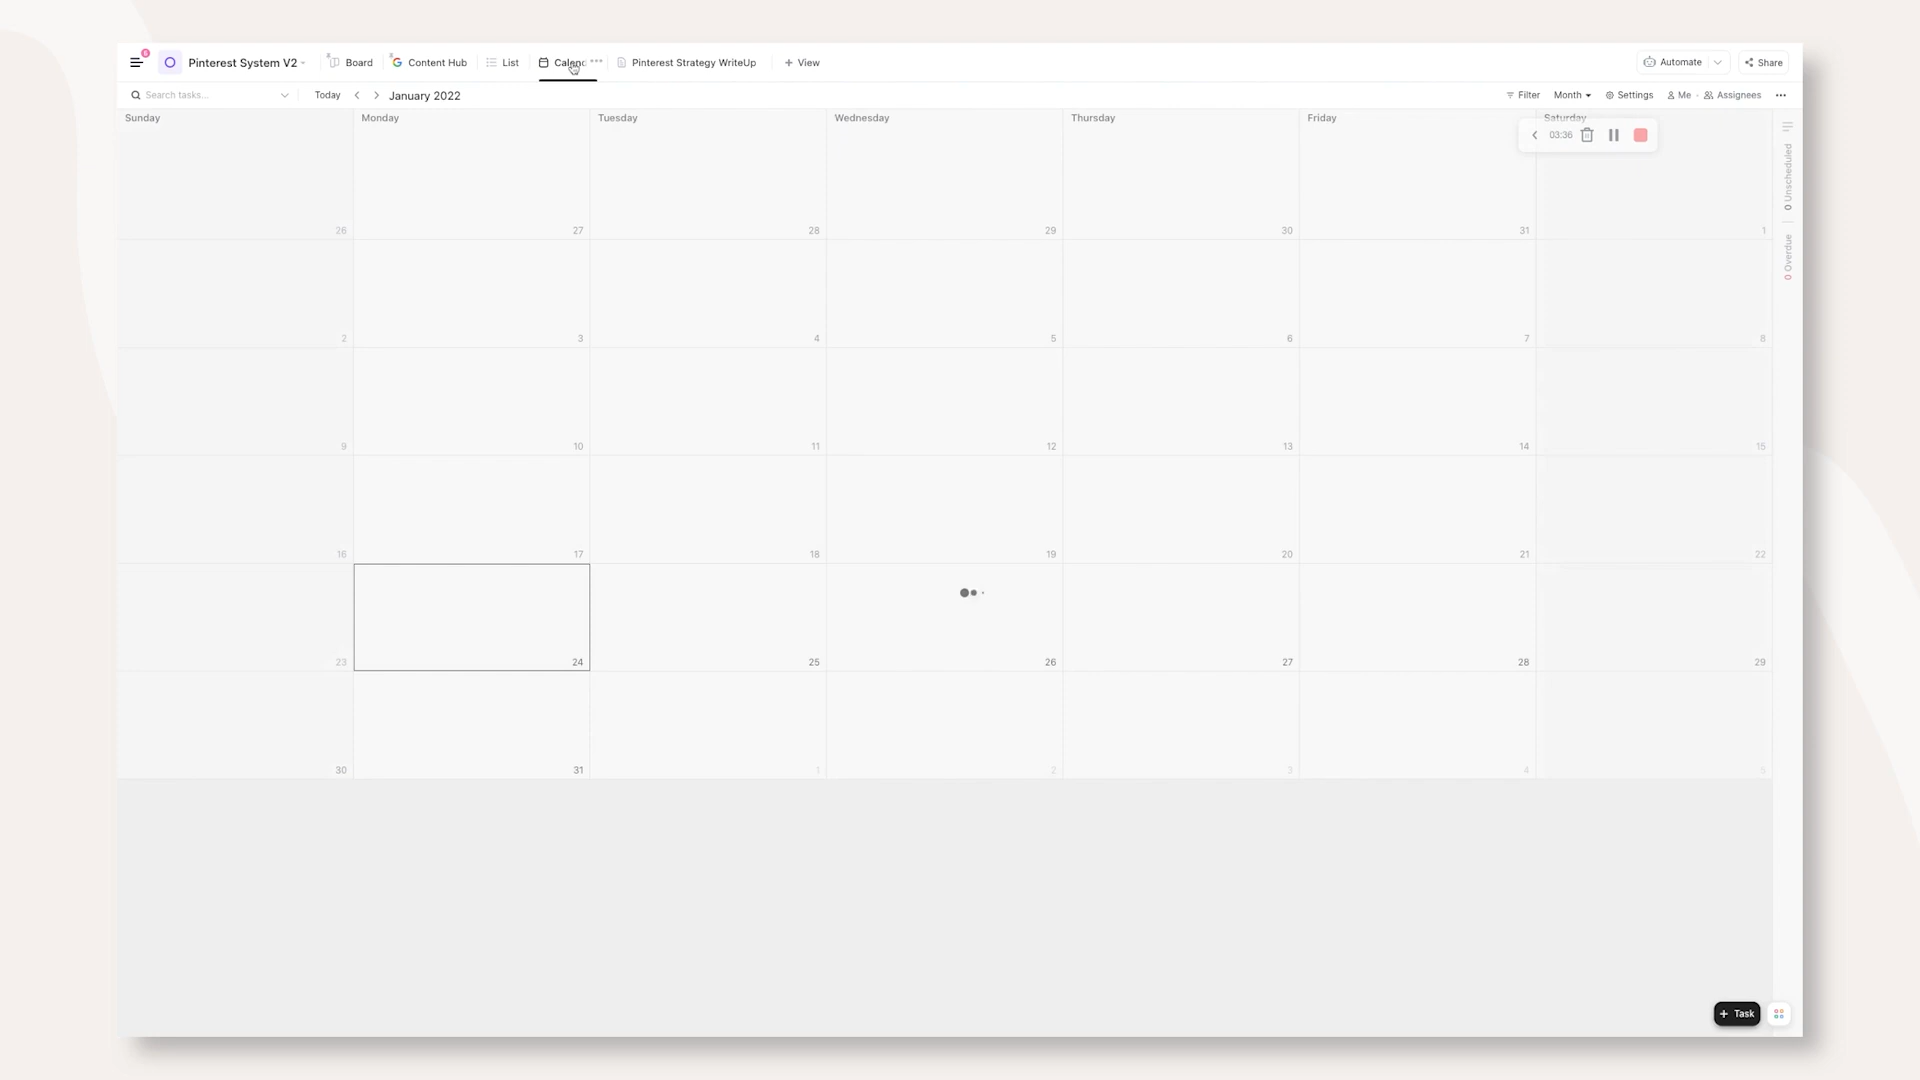 6
Pinterest System V2 Board Content Hub List Calend Pinterest Strategy WriteUp + View Automate Share
Search tasks... Today January 2022 Filter Month Settings Me Assignees
Sunday Monday Tuesday Wednesday Thursday Friday Saturday
03:36
0 Unscheduled
0 Overdue
26 27 28 29 30 31 1
2 3 4 5 6 7 8
9 10 11 12 13 14 15
16 17 18 19 20 21 22
23 24 25 26 27 28 29
30 31 1 2 3 4 5
+ Task